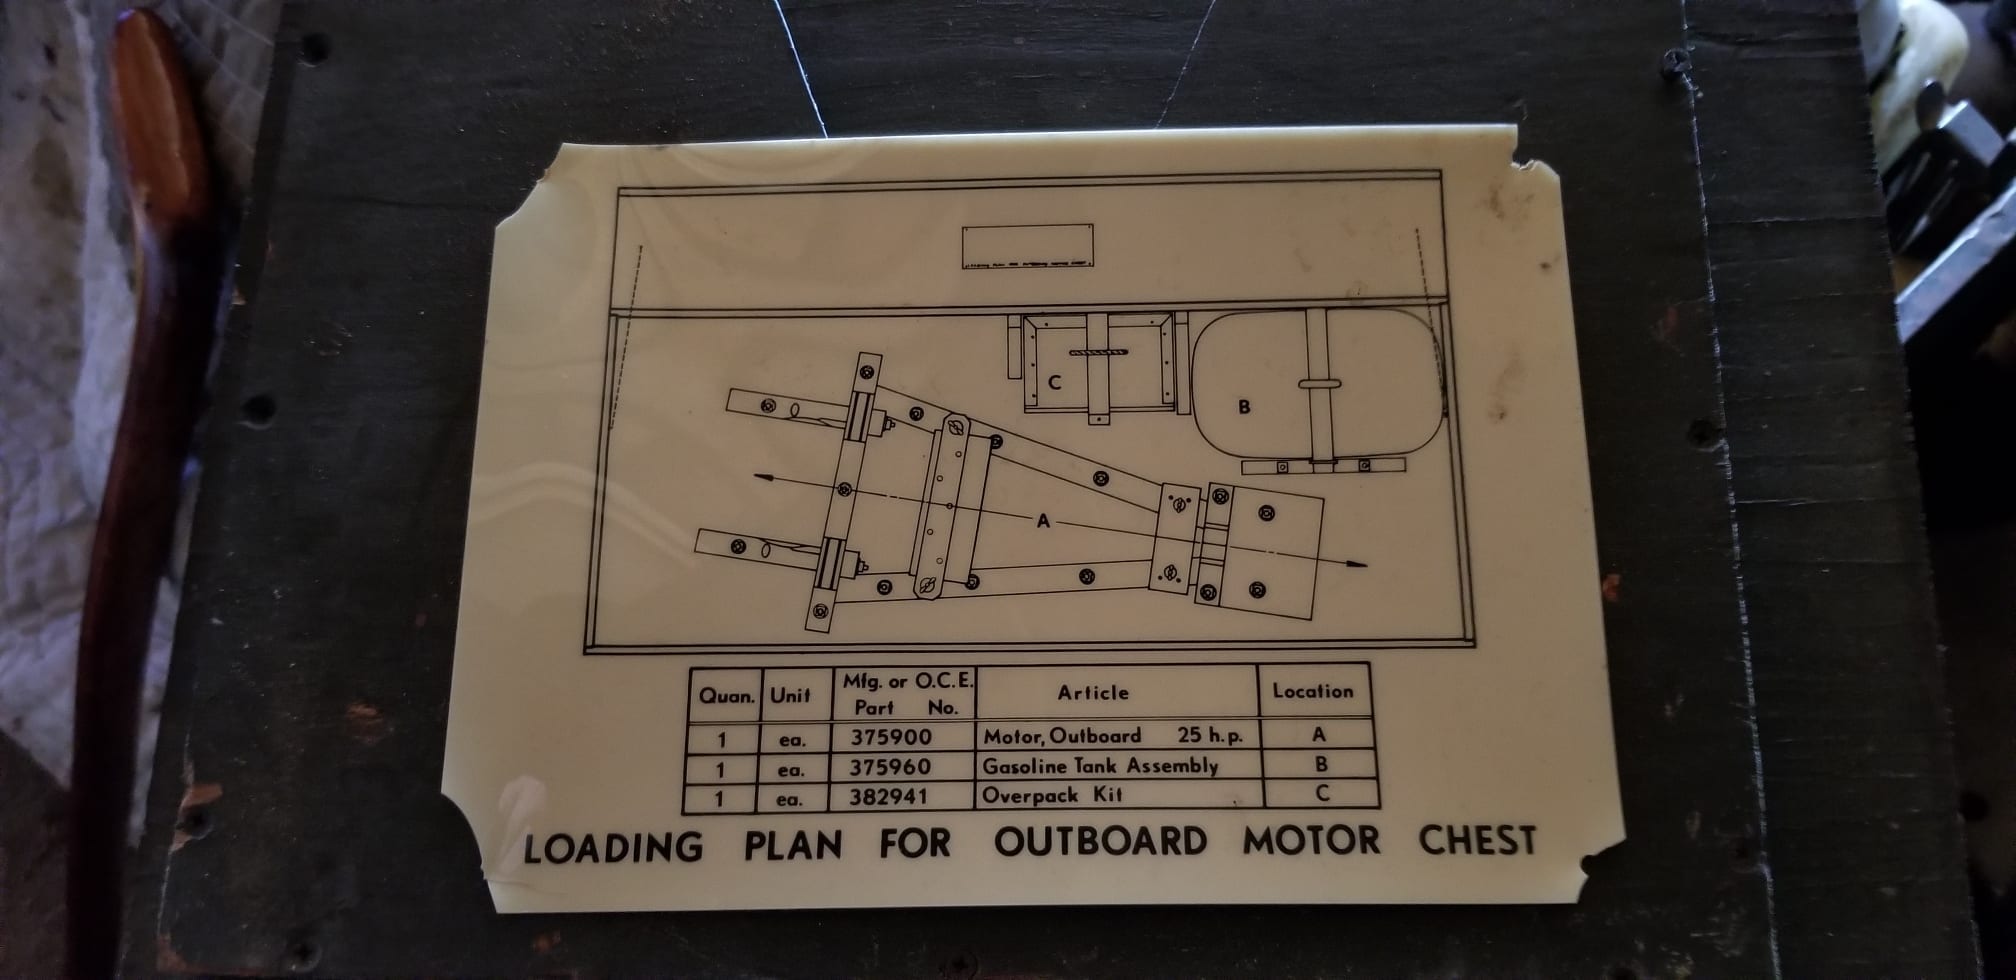 C
B
A
Quan. Unit Mfg. or O.C.E. Part No. Article Location
1 ea. 375900 Motor, Outboard 25 h.p. A
1 ea. 375960 Gasoline Tank Assembly B
1 ea. 382941 Overpack Kit C
LOADING PLAN FOR OUTBOARD MOTOR CHEST